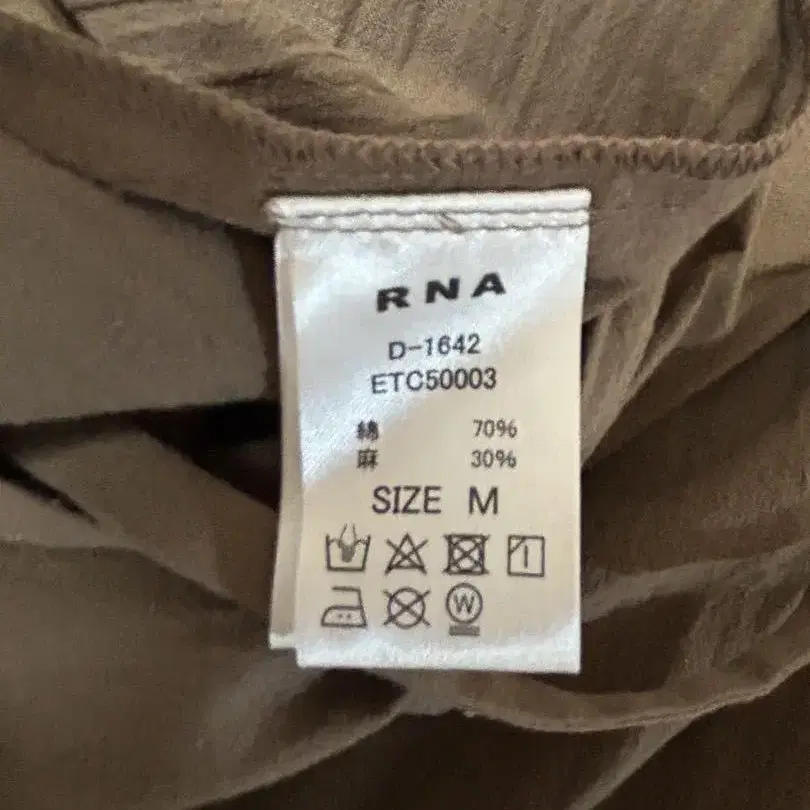 RNA
D-1642
ETC50003
綿 70%
麻 30%
SIZE M
W